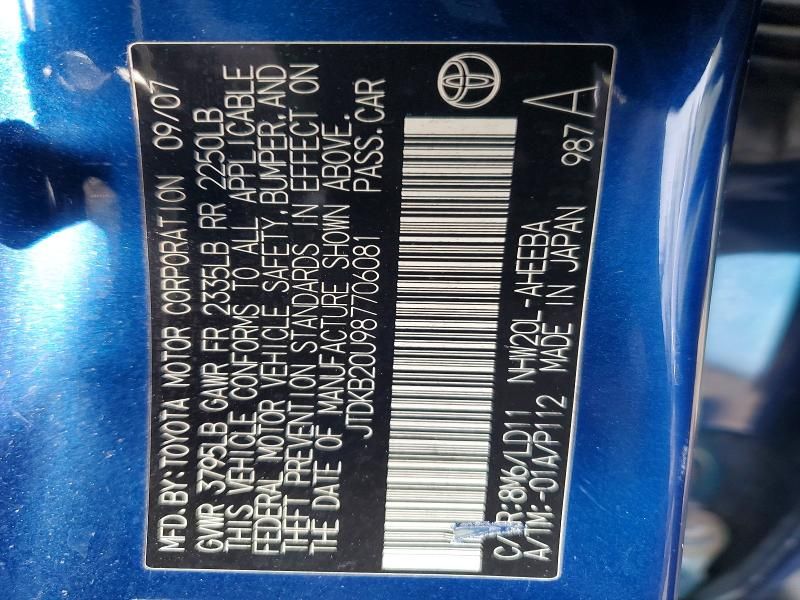 MFD.BY:TOYOTA MOTOR CORPORATION 09/07
GVWR 3795LB GAWR FR 2335LB RR 2250LB
THIS VEHICLE CONFORMS TO ALL APPLICABLE
FEDERAL MOTOR VEHICLE SAFETY,BUMPER,AND
THEFT PREVENTION STANDARDS IN EFFECT ON
THE DATE OF MANUFACTURE SHOWN ABOVE.
JTDKB20U987706081 PASS.CAR
C/TR:8M6/LD11 NHW20L-AHEEBA 987 A
A/TM:-01A/P112 MADE IN JAPAN